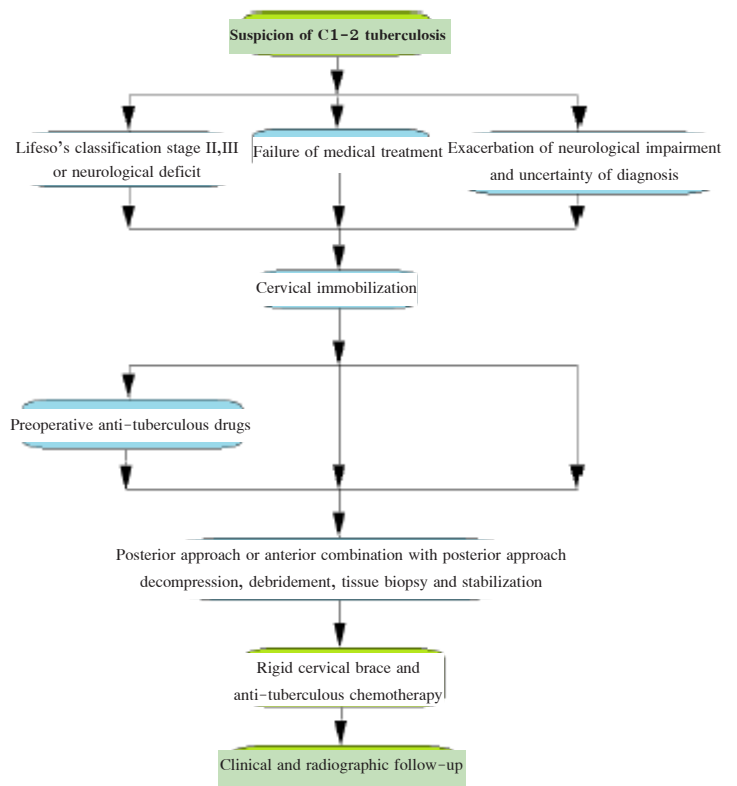 Suspicion of C1-2 tuberculosis
Lifeso's classification stage II,III
or neurological deficit
Failure of medical treatment
Exacerbation of neurological impairment
and uncertainty of diagnosis
Cervical immobilization
Preoperative anti-tuberculous drugs
Posterior approach or anterior combination with posterior approach
decompression, debridement, tissue biopsy and stabilization
Rigid cervical brace and
anti-tuberculous chemotherapy
Clinical and radiographic follow-up